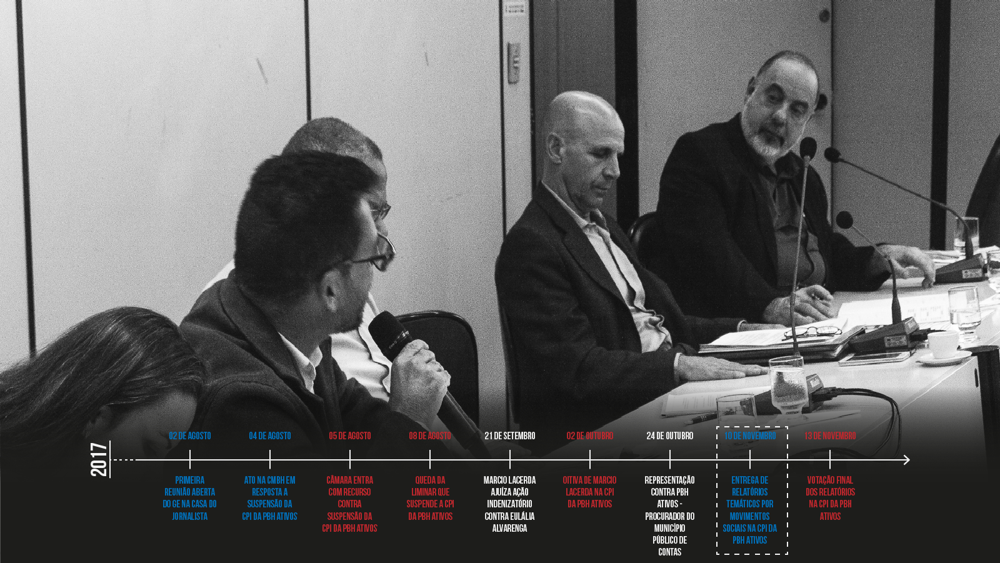 2017
02 DE AGOSTO
PRIMEIRA
REUNIÃO ABERTA
DO GE NA CASA DO
JORNALISTA
04 DE AGOSTO
ATO NA CMBH EM
RESPOSTA A
SUSPENSÃO DA
CPI DA PBH ATIVOS
05 DE AGOSTO
CÂMARA ENTRA
COM RECURSO
CONTRA
SUSPENSÃO DA
CPI DA PBH ATIVOS
08 DE AGOSTO
QUEDA DA
LIMINAR QUE
SUSPENDE A CPI
DA PBH ATIVOS
21 DE SETEMBRO
MARCIO LACERDA
AJUÍZA AÇÃO
INDENIZATÓRIO
CONTRA EULÁLIA
ALVARENGA
02 DE OUTUBRO
OITIVA DE MARCIO
LACERDA NA CPI
DA PBH ATIVOS
24 DE OUTUBRO
REPRESENTAÇÃO
CONTRA PBH
ATIVOS -
PROCURADOR DO
MUNICÍPIO
PÚBLICO DE
CONTAS
10 DE NOVEMBRO
ENTREGA DE
RELATÓRIOS
TEMÁTICOS POR
MOVIMENTOS
SOCIAIS NA CPI DA
PBH ATIVOS
13 DE NOVEMBRO
VOTAÇÃO FINAL
DOS RELATÓRIOS
NA CPI DA PBH
ATIVOS